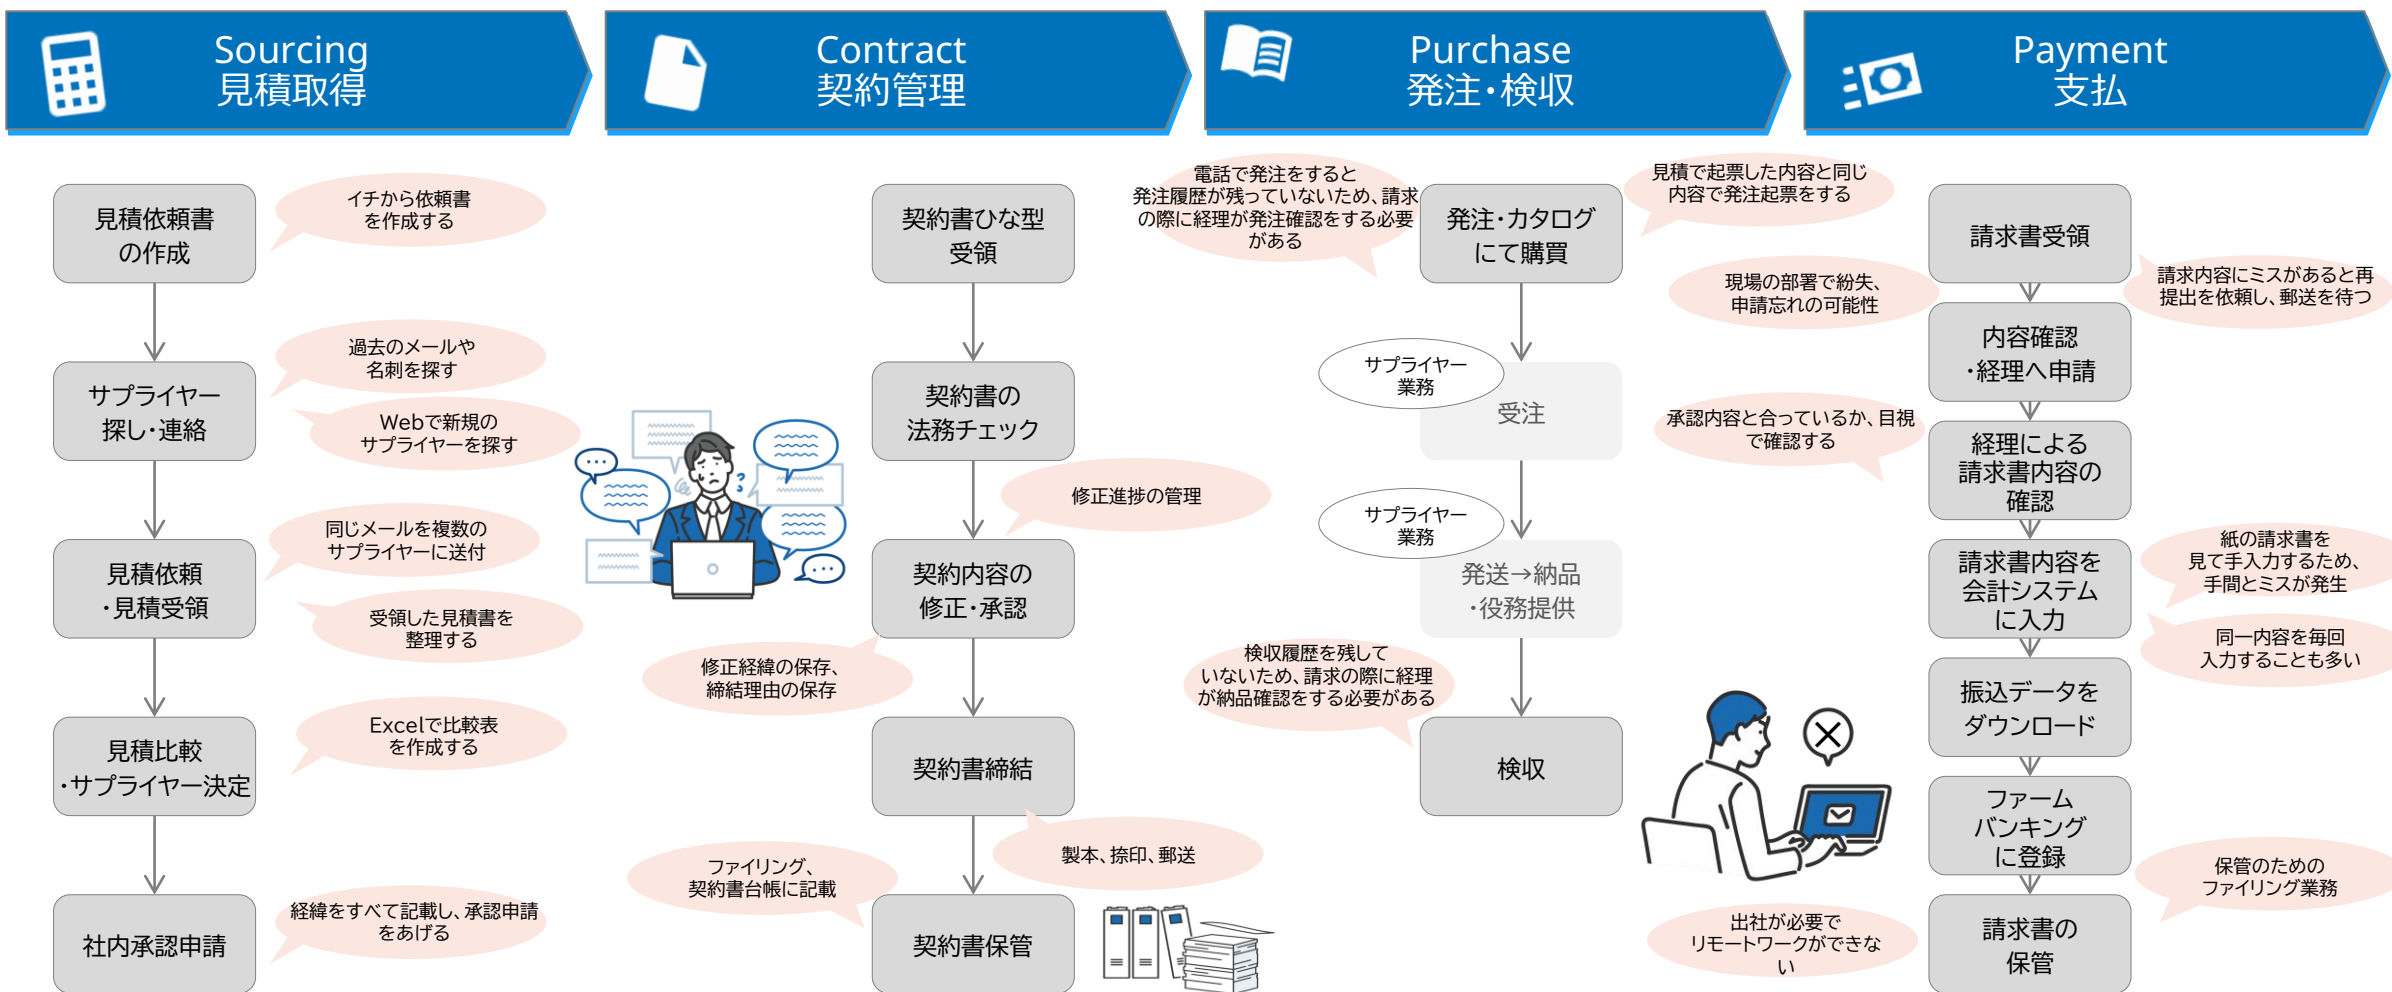 Sourcing
見積取得
Contract
契約管理
Purchase
発注・検収
Payment
支払
見積依頼書
の作成
イチから依頼書
を作成する
サプライヤー
探し・連絡
過去のメールや
名刺を探す
Webで新規の
サプライヤーを探す
見積依頼
・見積受領
同じメールを複数の
サプライヤーに送付
受領した見積書を
整理する
見積比較
・サプライヤー決定
Excelで比較表
を作成する
社内承認申請
経緯をすべて記載し、承認申請
をあげる
契約書ひな型
受領
契約書の
法務チェック
修正進捗の管理
契約内容の
修正・承認
修正経緯の保存、
締結理由の保存
契約書締結
製本、捺印、郵送
ファイリング、
契約書台帳に記載
契約書保管
電話で発注をすると
発注履歴が残っていないため、請求
の際に経理が発注確認をする必要
がある
発注・カタログ
にて購買
見積で起票した内容と同じ
内容で発注起票をする
サプライヤー
業務
受注
サプライヤー
業務
発送→納品
・役務提供
検収履歴を残して
いないため、請求の際に経理
が納品確認をする必要がある
検収
請求書受領
請求内容にミスがあると再
提出を依頼し、郵送を待つ
現場の部署で紛失、
申請忘れの可能性
内容確認
・経理へ申請
承認内容と合っているか、目視
で確認する
経理による
請求書内容の
確認
請求書内容を
会計システム
に入力
紙の請求書を
見て手入力するため、
手間とミスが発生
同一内容を毎回
入力することも多い
振込データを
ダウンロード
ファーム
バンキング
に登録
保管のための
ファイリング業務
出社が必要で
リモートワークができな
い
請求書の
保管